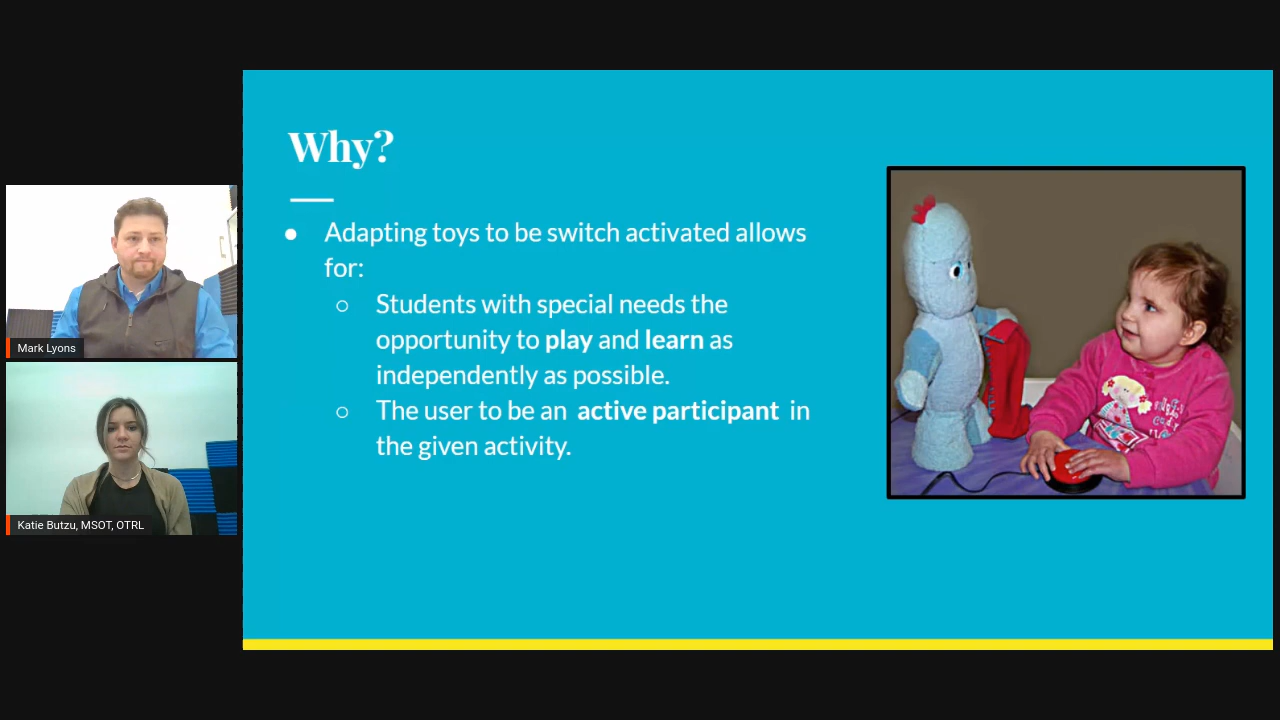 Why?
● Adapting toys to be switch activated allows
for:
○ Students with special needs the
opportunity to play and learn as
independently as possible.
○ The user to be an active participant in
the given activity.
Mark Lyons
Katie Butzu, MSOT, OTRL